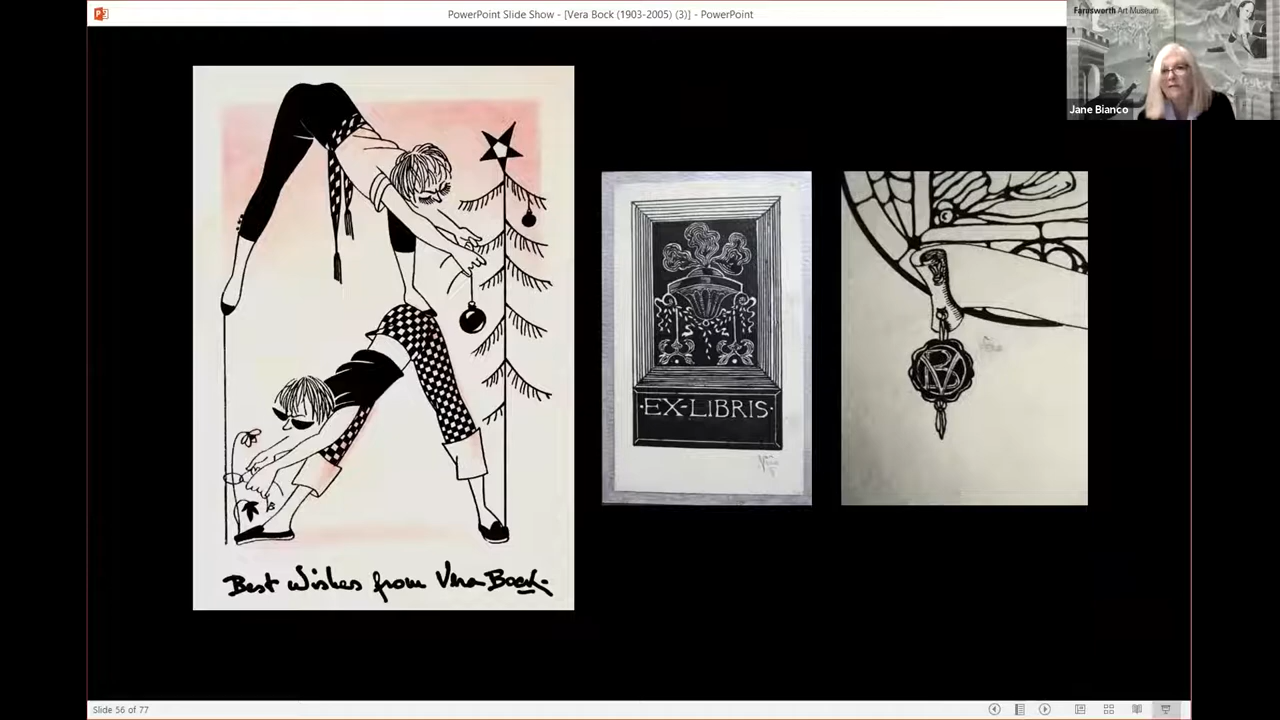 PowerPoint Slide Show - [Vera Bock (1903-2005) (3)] - PowerPoint
Farnsworth Art Museum
Jane Bianco
·EX-LIBRIS·
Best Wishes from Vera Bock
Slide 56 of 77